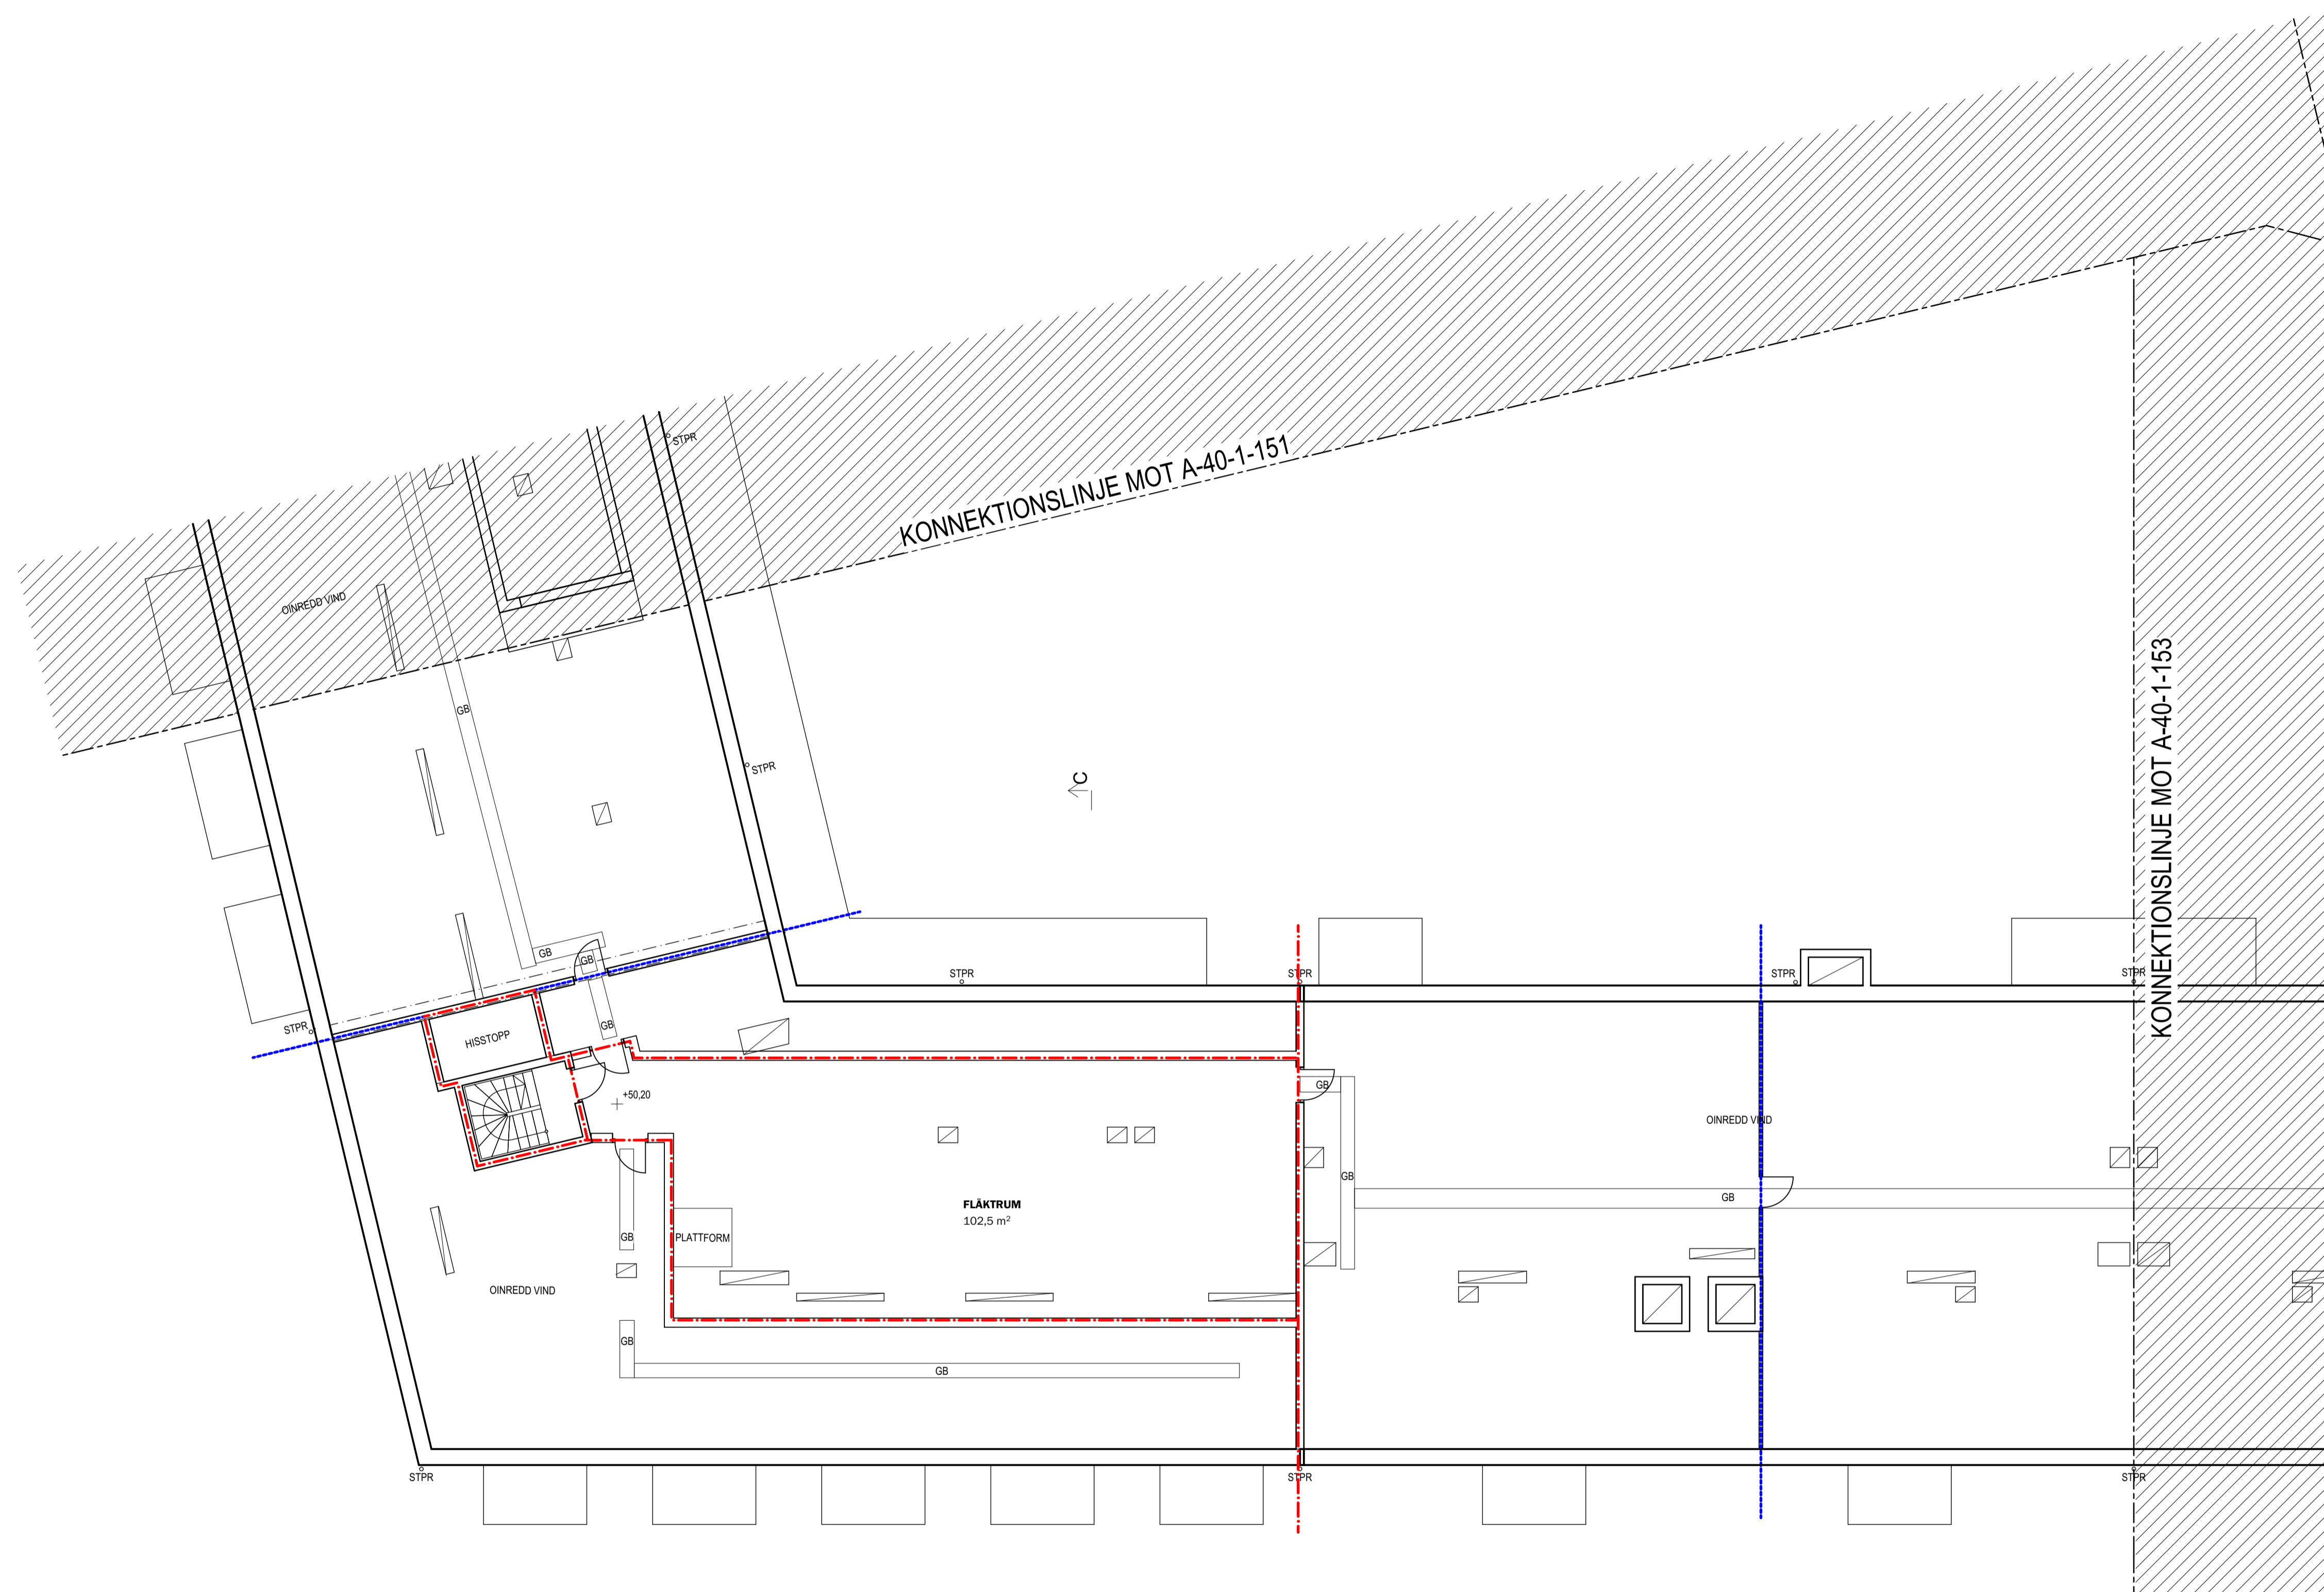 STPR
KONNEKTIONSLINJE MOT A-40-1-151
OINREDD VIND
GB
KONNEKTIONSLINJE MOT A-40-1-153
STPR
C
GB
GB
STPR
STPR
STPR
STPR
STPR
HISSTOPP
GB
+50,20
GB
OINREDD VIND
GB
GB
FLÄKTRUM
102,5 m²
PLATTFORM
GB
OINREDD VIND
GB
GB
STPR
STPR
STPR